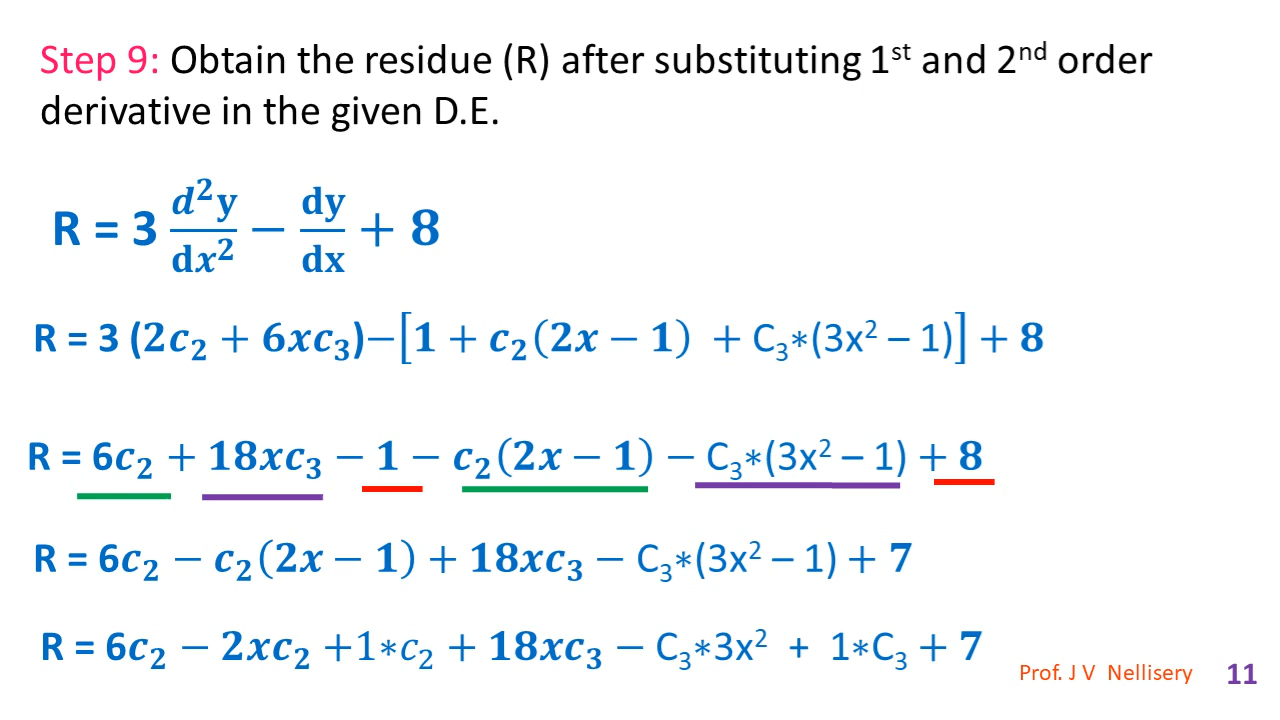 Step 9: Obtain the residue (R) after substituting 1st and 2nd order
derivative in the given D.E.
R = 3 d²y/dx² − dy/dx + 8
R = 3 (2c₂ + 6xc₃)−[1 + c₂(2x − 1) + C₃*(3x² – 1)] + 8
R = 6c₂ + 18xc₃ − 1 − c₂(2x − 1) − C₃*(3x² – 1) + 8
R = 6c₂ − c₂(2x − 1) + 18xc₃ − C₃*(3x² – 1) + 7
R = 6c₂ − 2xc₂ +1*c₂ + 18xc₃ − C₃*3x² + 1*C₃ + 7
Prof. J V Nellisery 11